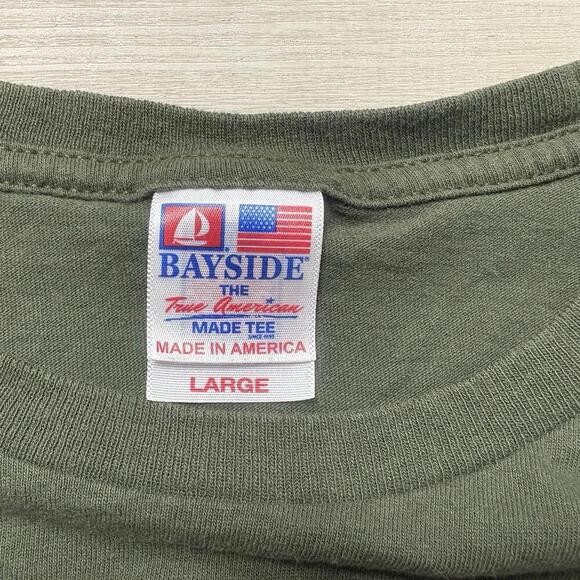 BAYSIDE®
THE
True American
MADE TEE
MADE IN AMERICA
LARGE